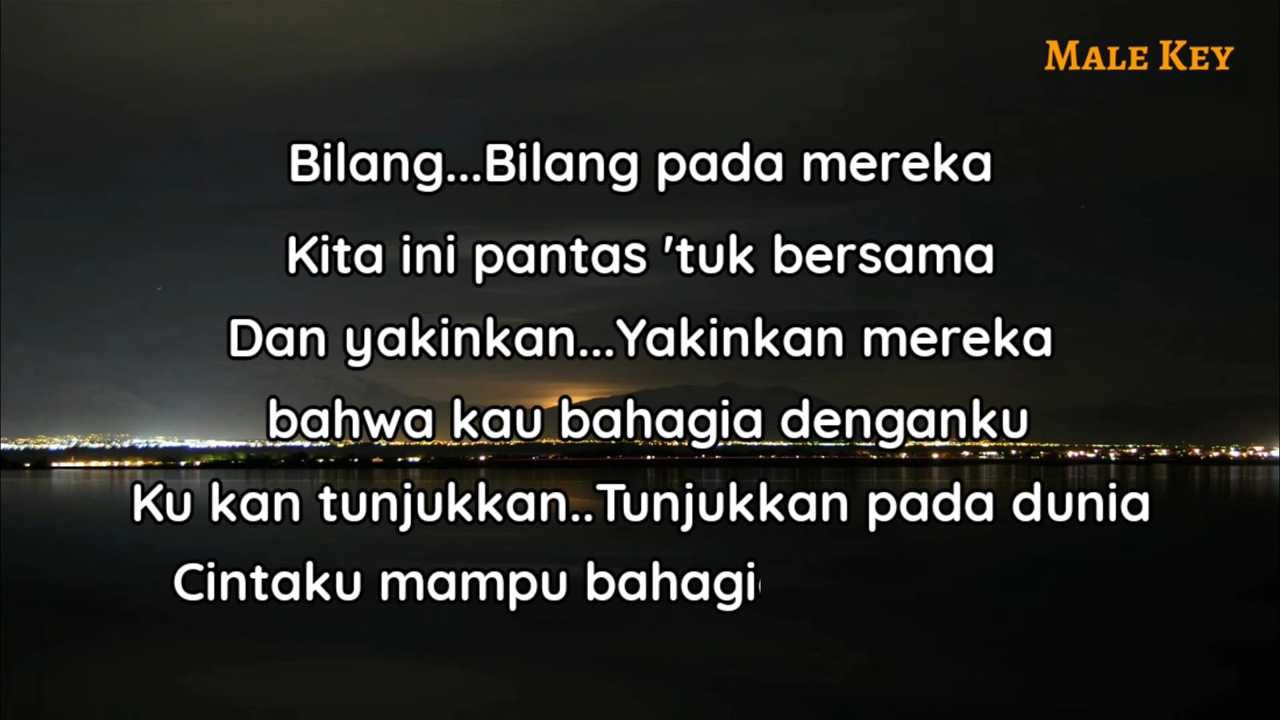 MALE KEY
Bilang...Bilang pada mereka
Kita ini pantas 'tuk bersama
Dan yakinkan...Yakinkan mereka
bahwa kau bahagia denganku
Ku kan tunjukkan..Tunjukkan pada dunia
Cintaku mampu